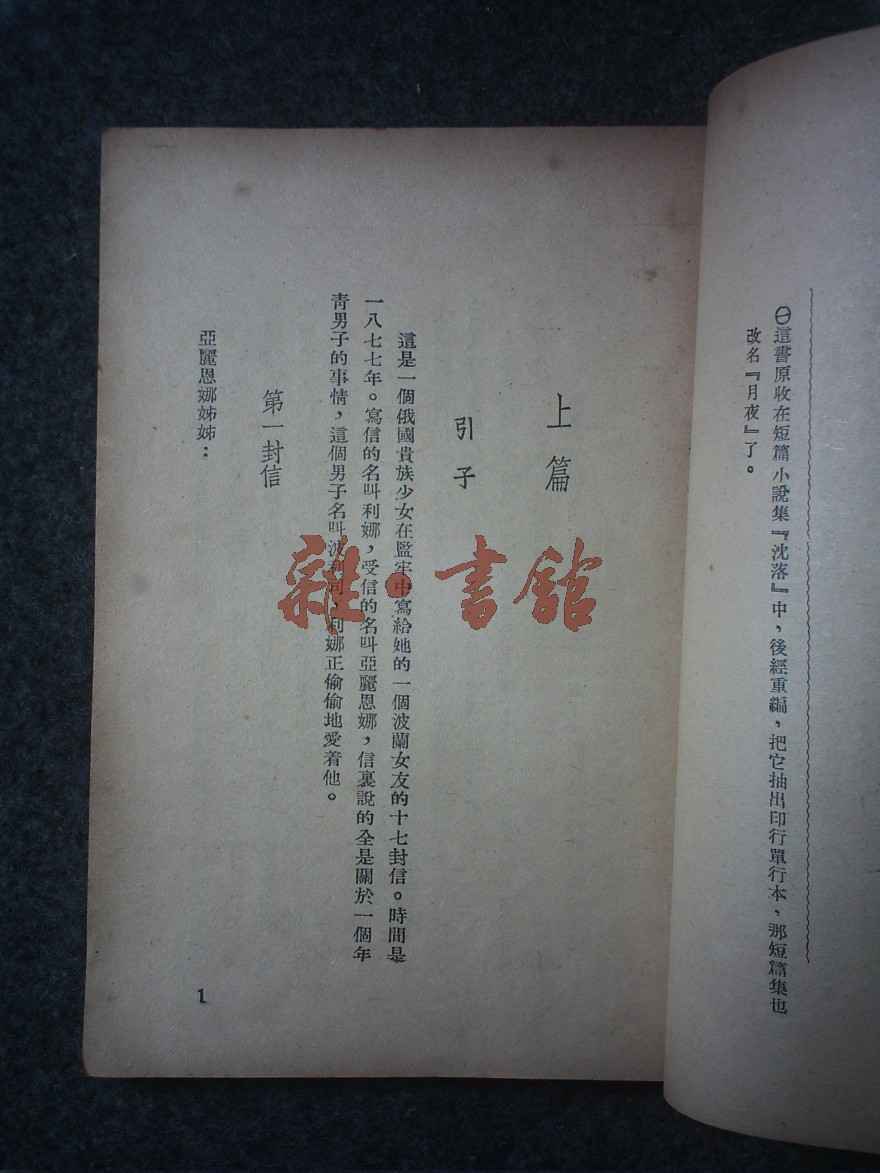 ㊀這書原收在短篇小說集『沈落』中，後經重編，把它抽出印行單行本，那短篇集也
改名『月夜』了。
上篇
引子
這是一個俄國貴族少女在監牢中寫給她的一個波蘭女友的十七封信。時間是
一八七七年。寫信的名叫利娜，受信的名叫亞麗恩娜，信裏說的全是關於一個年
青男子的事情，這個男子名叫波利司，利娜正偷偷地愛着他。
第一封信
亞麗恩娜姊姊：
1
雜·書館